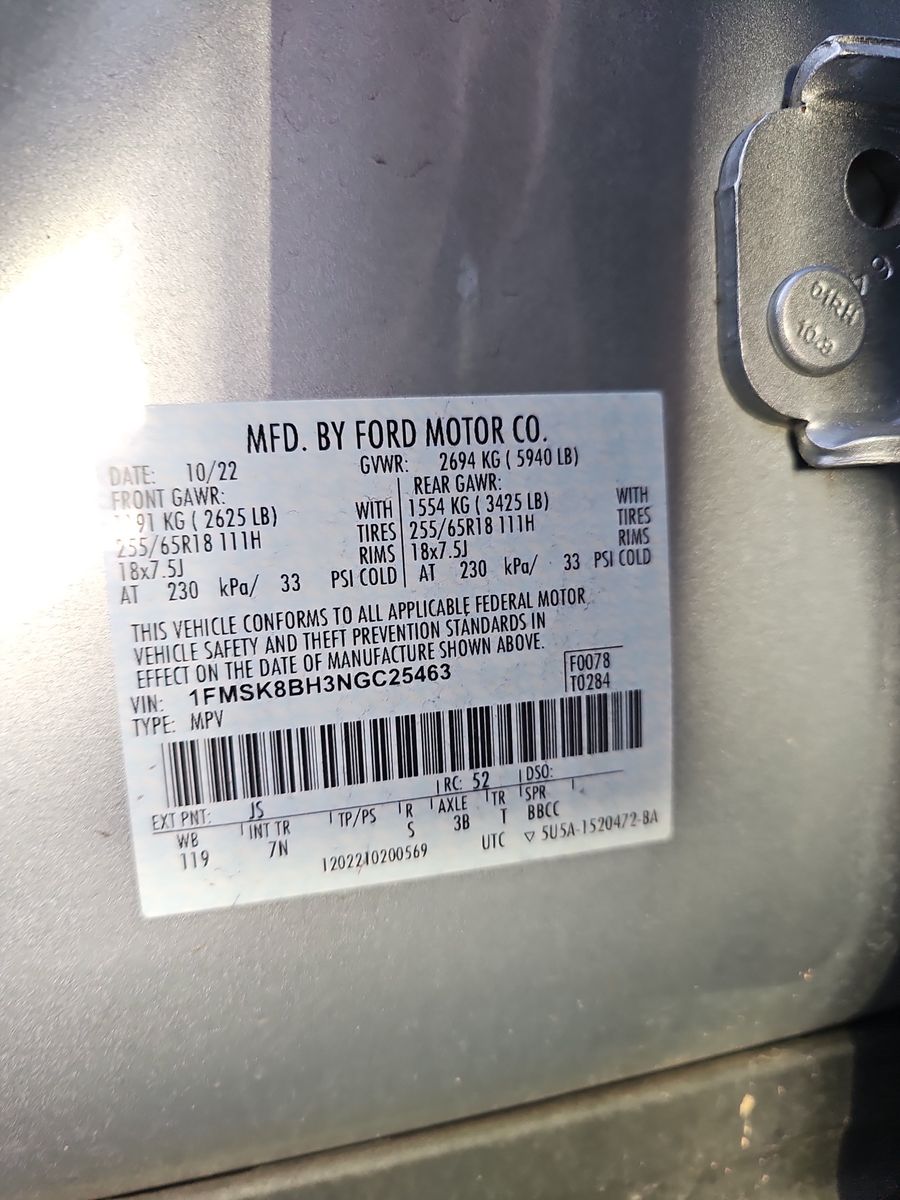 MFD. BY FORD MOTOR CO.
DATE: 10/22 GVWR: 2694 KG ( 5940 LB)
FRONT GAWR: REAR GAWR:
91 KG ( 2625 LB) WITH 1554 KG ( 3425 LB) WITH
255/65R18 111H TIRES 255/65R18 111H TIRES
18x7.5J RIMS 18x7.5J RIMS
AT 230 kPa/ 33 PSI COLD AT 230 kPa/ 33 PSI COLD
THIS VEHICLE CONFORMS TO ALL APPLICABLE FEDERAL MOTOR
VEHICLE SAFETY AND THEFT PREVENTION STANDARDS IN
EFFECT ON THE DATE OF MANUFACTURE SHOWN ABOVE.
VIN: 1FMSK8BH3NGC25463 F0078
TYPE: MPV T0284
EXT PNT: JS RC: 52 DSO:
WB INT TR TP/PS R AXLE TR SPR
119 7N S 3B T BBCC
1202210200569 UTC ▽ 5U5A-1520472-BA
10-8